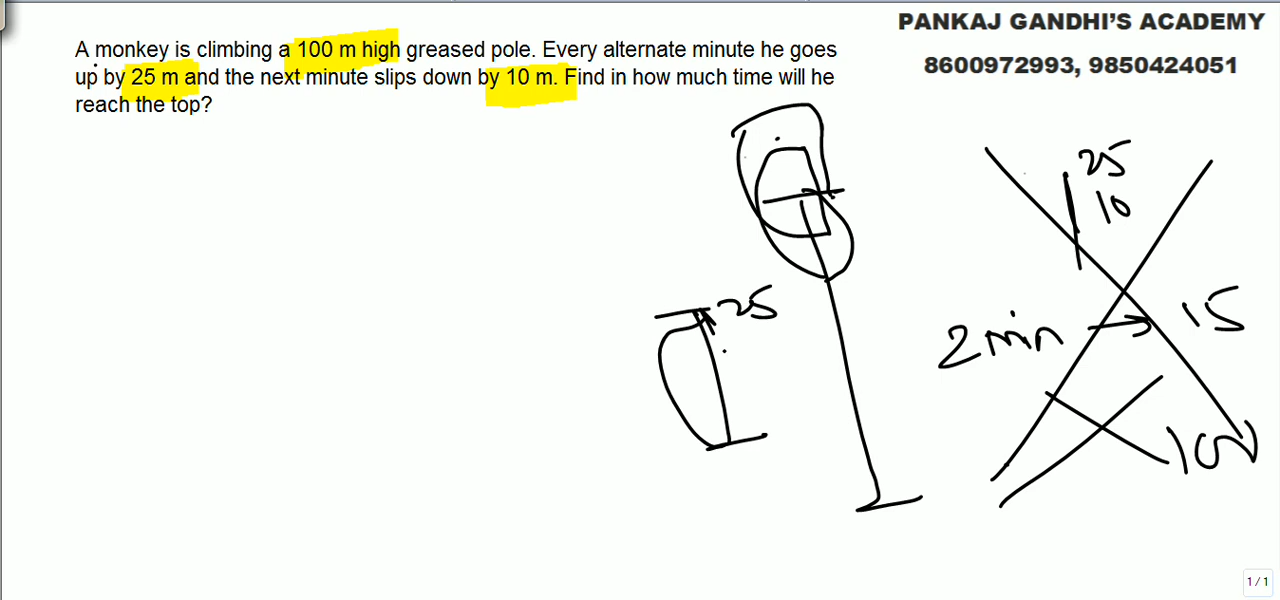 A monkey is climbing a 100 m high greased pole. Every alternate minute he goes
up by 25 m and the next minute slips down by 10 m. Find in how much time will he
reach the top?
PANKAJ GANDHI'S ACADEMY
8600972993, 9850424051
25
10
25
2 min → 15
100
1 / 1